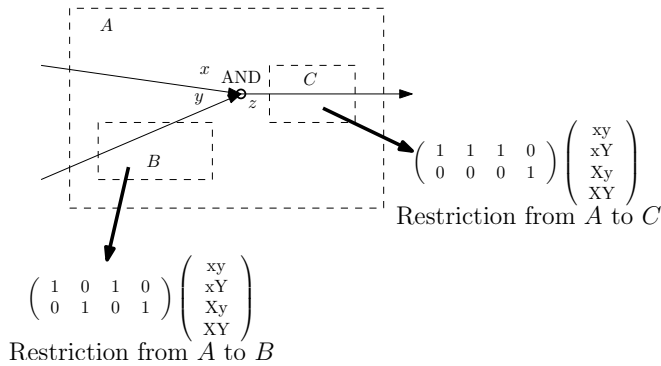 A
x
AND
C
y
z
B
1 1 1 0
0 0 0 1
xy
xY
Xy
XY
Restriction from A to C
1 0 1 0
0 1 0 1
xy
xY
Xy
XY
Restriction from A to B